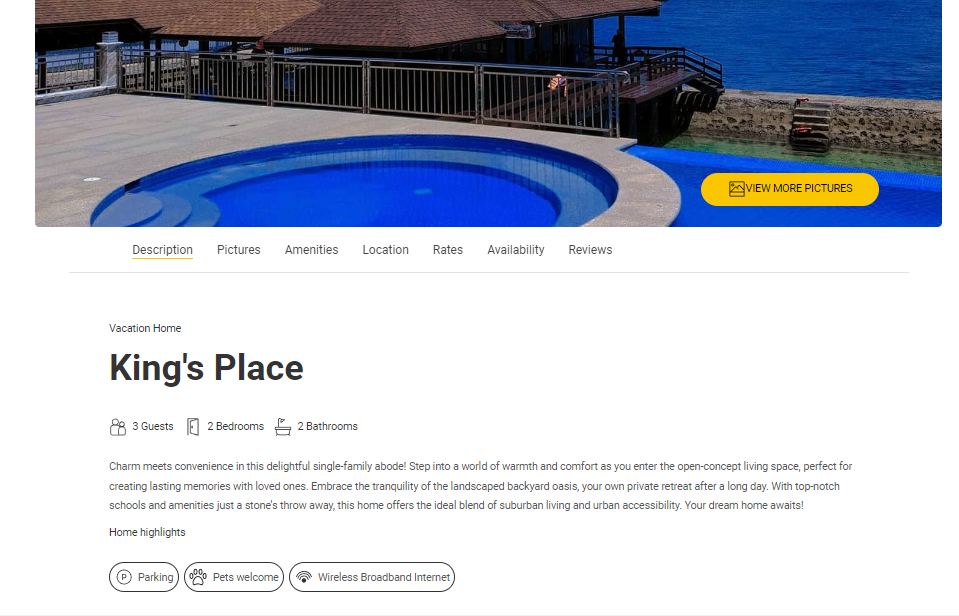 VIEW MORE PICTURES
Description Pictures Amenities Location Rates Availability Reviews
Vacation Home
King's Place
3 Guests 2 Bedrooms 2 Bathrooms
Charm meets convenience in this delightful single-family abode! Step into a world of warmth and comfort as you enter the open-concept living space, perfect for
creating lasting memories with loved ones. Embrace the tranquility of the landscaped backyard oasis, your own private retreat after a long day. With top-notch
schools and amenities just a stone's throw away, this home offers the ideal blend of suburban living and urban accessibility. Your dream home awaits!
Home highlights
P Parking Pets welcome Wireless Broadband Internet